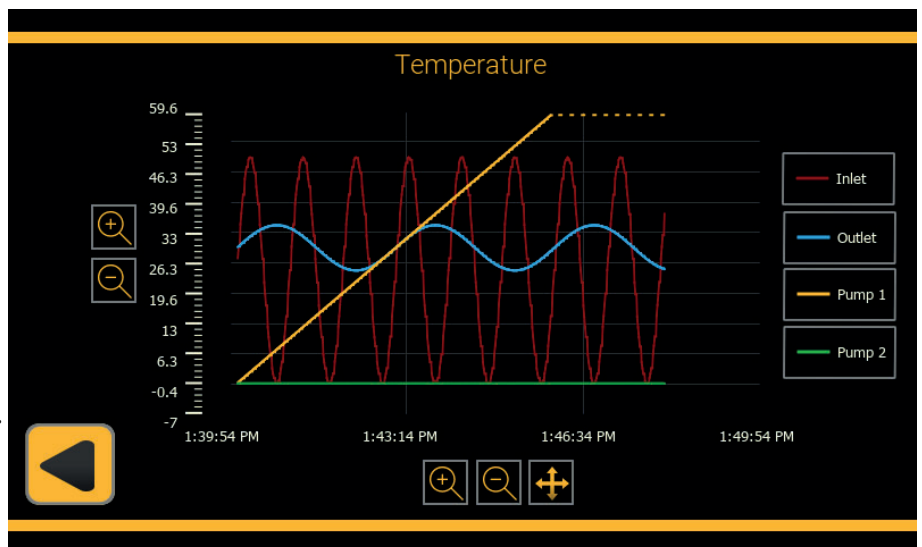 Temperature
59.6
53
46.3
39.6
33
26.3
19.6
13
6.3
-0.4
-7
1:39:54 PM
1:43:14 PM
1:46:34 PM
1:49:54 PM
Inlet
Outlet
Pump 1
Pump 2